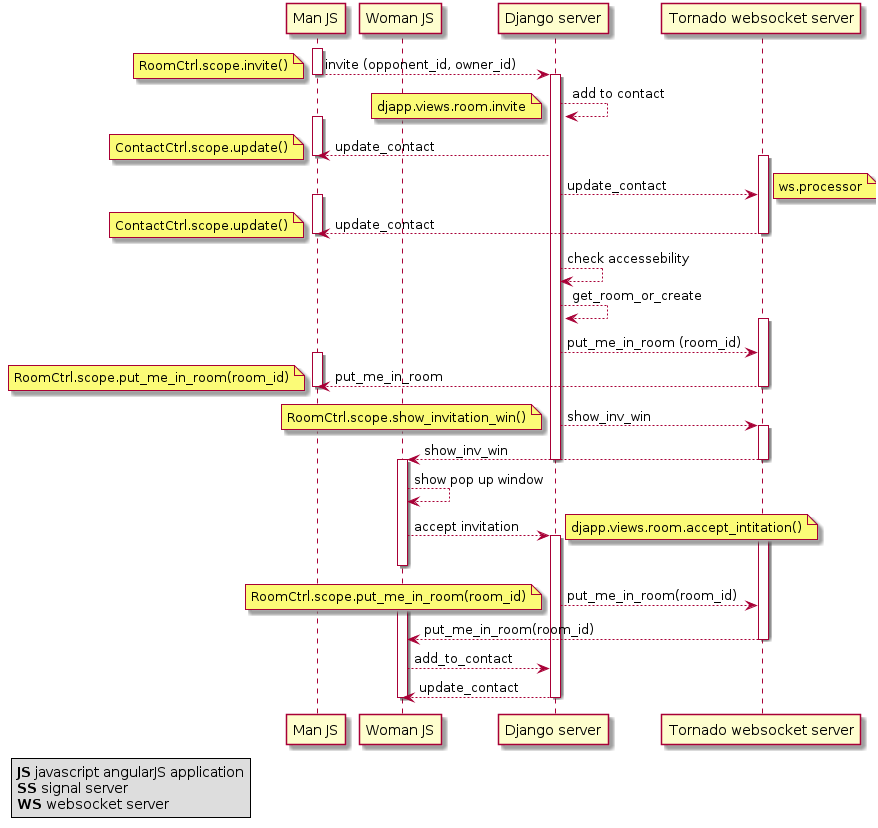 Man JS
Woman JS
Django server
Tornado websocket server
RoomCtrl.scope.invite()
invite (opponent_id, owner_id)
add to contact
djapp.views.room.invite
ContactCtrl.scope.update()
update_contact
update_contact
ws.processor
ContactCtrl.scope.update()
update_contact
check accessebility
get_room_or_create
put_me_in_room (room_id)
RoomCtrl.scope.put_me_in_room(room_id)
put_me_in_room
RoomCtrl.scope.show_invitation_win()
show_inv_win
show_inv_win
show pop up window
accept invitation
djapp.views.room.accept_intitation()
RoomCtrl.scope.put_me_in_room(room_id)
put_me_in_room(room_id)
put_me_in_room(room_id)
add_to_contact
update_contact
Man JS
Woman JS
Django server
Tornado websocket server
JS javascript angularJS application
SS signal server
WS websocket server